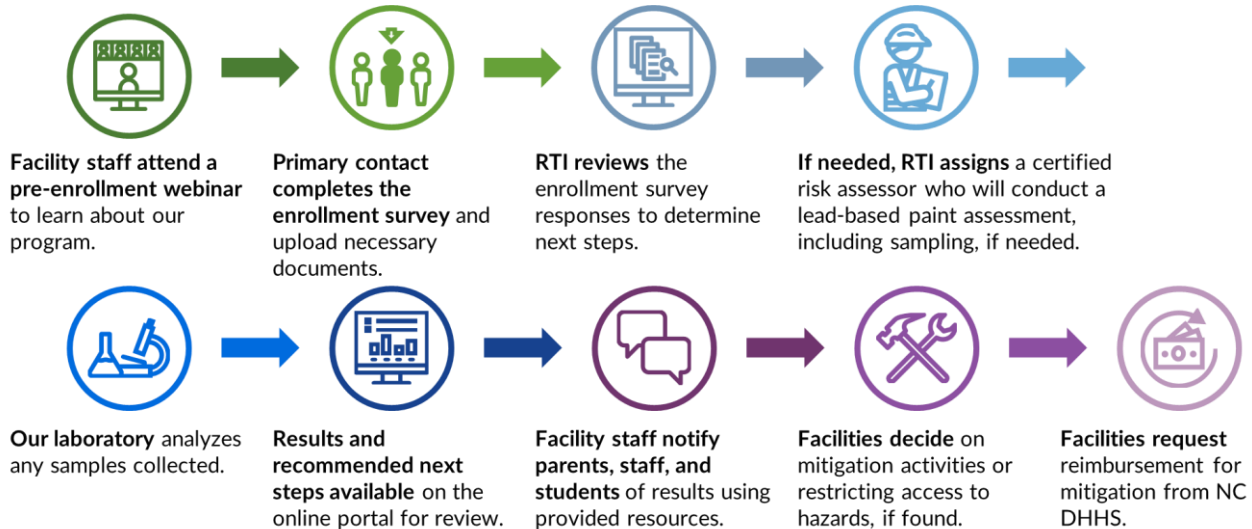 Facility staff attend a
pre-enrollment webinar
to learn about our
program.
Primary contact
completes the
enrollment survey and
upload necessary
documents.
RTI reviews the
enrollment survey
responses to determine
next steps.
If needed, RTI assigns a certified
risk assessor who will conduct a
lead-based paint assessment,
including sampling, if needed.
Our laboratory analyzes
any samples collected.
Results and
recommended next
steps available on the
online portal for review.
Facility staff notify
parents, staff, and
students of results using
provided resources.
Facilities decide on
mitigation activities or
restricting access to
hazards, if found.
Facilities request
reimbursement for
mitigation from NC
DHHS.